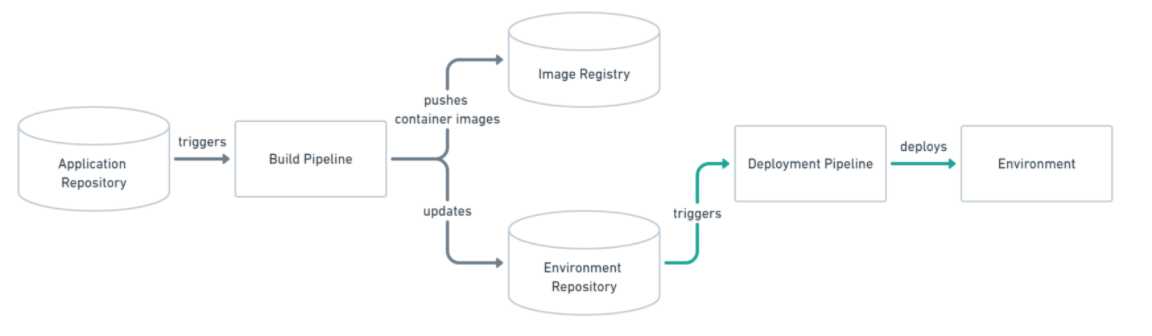 Application
Repository
triggers
Build Pipeline
pushes
container images
Image Registry
updates
Environment
Repository
triggers
Deployment Pipeline
deploys
Environment